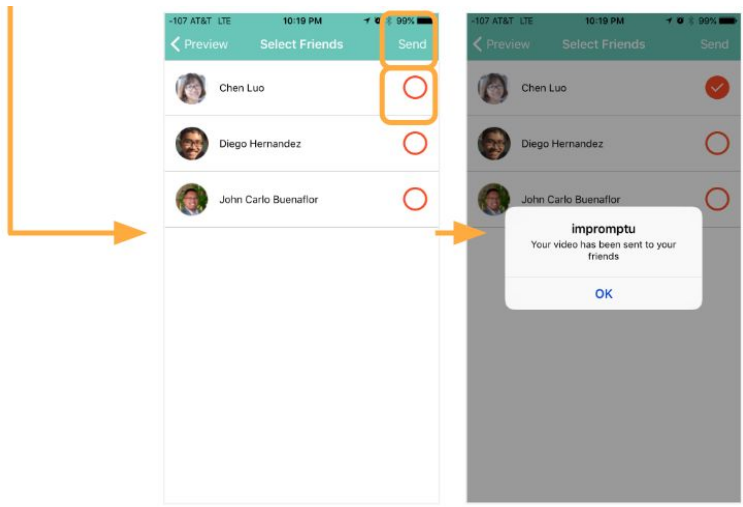 -107 AT&T LTE 10:19 PM 99%
Preview Select Friends Send
Chen Luo
Diego Hernandez
John Carlo Buenaflor
-107 AT&T LTE 10:19 PM 99%
Preview Select Friends Send
Chen Luo
Diego Hernandez
John Carlo Buenaflor
impromptu
Your video has been sent to your
friends
OK